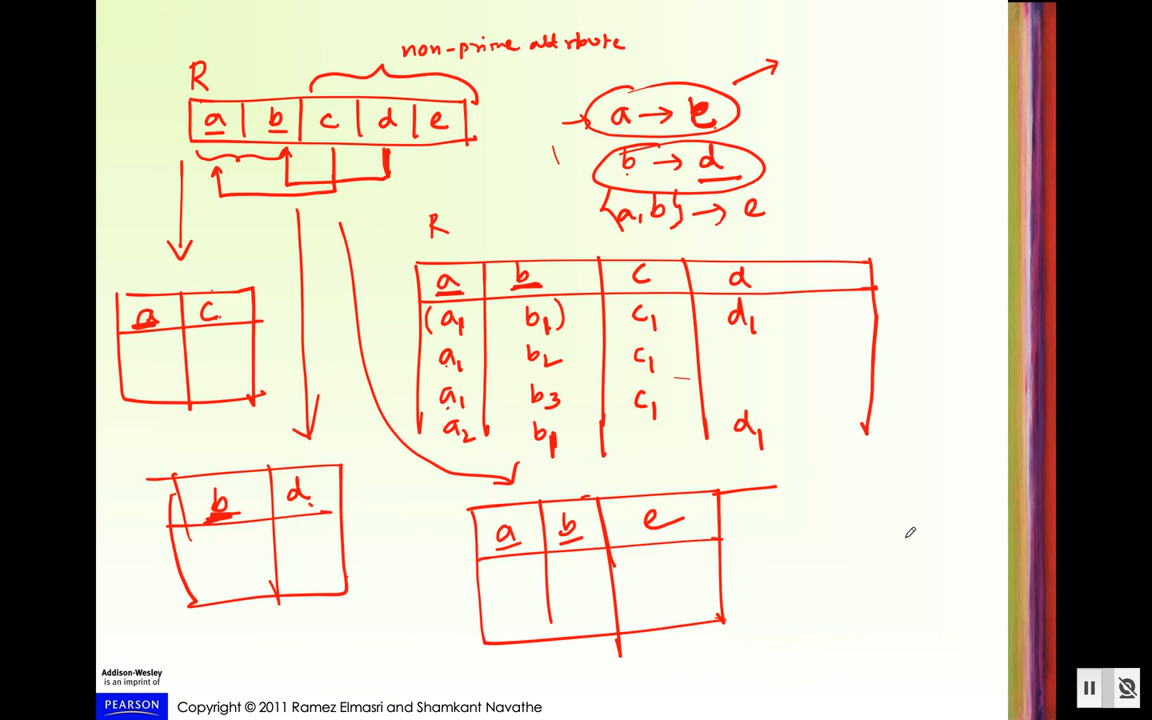 non-prime attribute
R
a b c d e
a → c
b → d
{a,b} → e
R
a b c d
(a1 b1) c1 d1
a1 b2 c1
a1 b3 c1
a2 b1 d1
a c
b d
a b e
Addison-Wesley
is an imprint of
PEARSON
Copyright © 2011 Ramez Elmasri and Shamkant Navathe